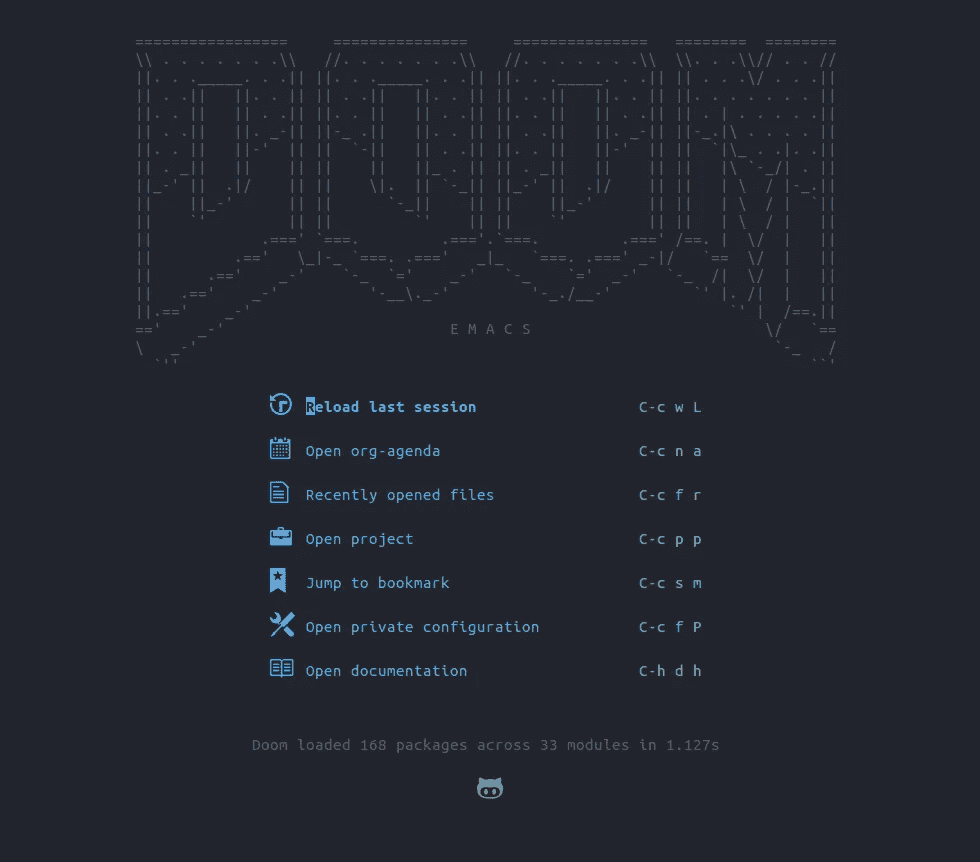 E M A C S
Reload last session C-c w L
Open org-agenda C-c n a
Recently opened files C-c f r
Open project C-c p p
Jump to bookmark C-c s m
Open private configuration C-c f P
Open documentation C-h d h
Doom loaded 168 packages across 33 modules in 1.127s